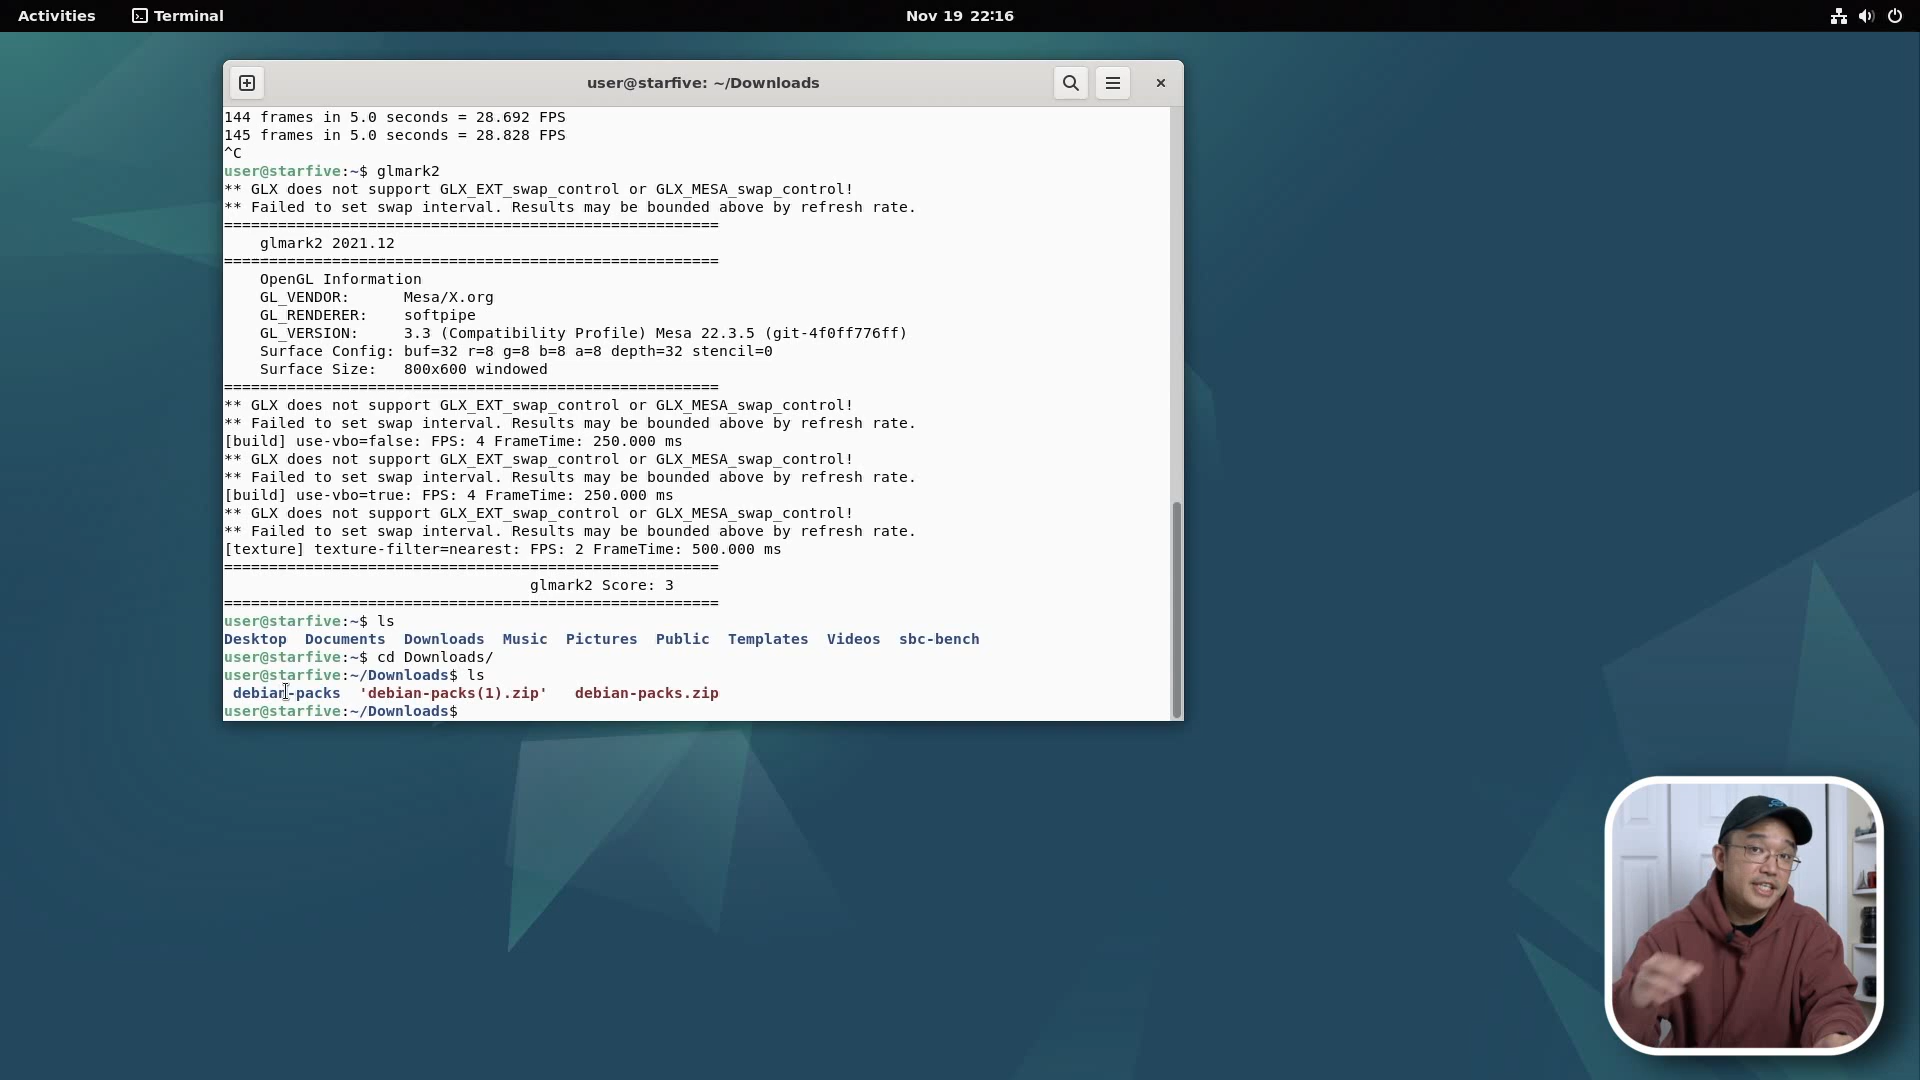 Activities
Terminal
Nov 19 22:16
user@starfive: ~/Downloads
144 frames in 5.0 seconds = 28.692 FPS
145 frames in 5.0 seconds = 28.828 FPS
^C
user@starfive:~$ glmark2
** GLX does not support GLX_EXT_swap_control or GLX_MESA_swap_control!
** Failed to set swap interval. Results may be bounded above by refresh rate.
=======================================================
    glmark2 2021.12
=======================================================
    OpenGL Information
    GL_VENDOR:      Mesa/X.org
    GL_RENDERER:    softpipe
    GL_VERSION:     3.3 (Compatibility Profile) Mesa 22.3.5 (git-4f0ff776ff)
    Surface Config: buf=32 r=8 g=8 b=8 a=8 depth=32 stencil=0
    Surface Size:   800x600 windowed
=======================================================
** GLX does not support GLX_EXT_swap_control or GLX_MESA_swap_control!
** Failed to set swap interval. Results may be bounded above by refresh rate.
[build] use-vbo=false: FPS: 4 FrameTime: 250.000 ms
** GLX does not support GLX_EXT_swap_control or GLX_MESA_swap_control!
** Failed to set swap interval. Results may be bounded above by refresh rate.
[build] use-vbo=true: FPS: 4 FrameTime: 250.000 ms
** GLX does not support GLX_EXT_swap_control or GLX_MESA_swap_control!
** Failed to set swap interval. Results may be bounded above by refresh rate.
[texture] texture-filter=nearest: FPS: 2 FrameTime: 500.000 ms
=======================================================
                                  glmark2 Score: 3
=======================================================
user@starfive:~$ ls
Desktop  Documents  Downloads  Music  Pictures  Public  Templates  Videos  sbc-bench
user@starfive:~$ cd Downloads/
user@starfive:~/Downloads$ ls
 debian-packs  'debian-packs(1).zip'   debian-packs.zip
user@starfive:~/Downloads$